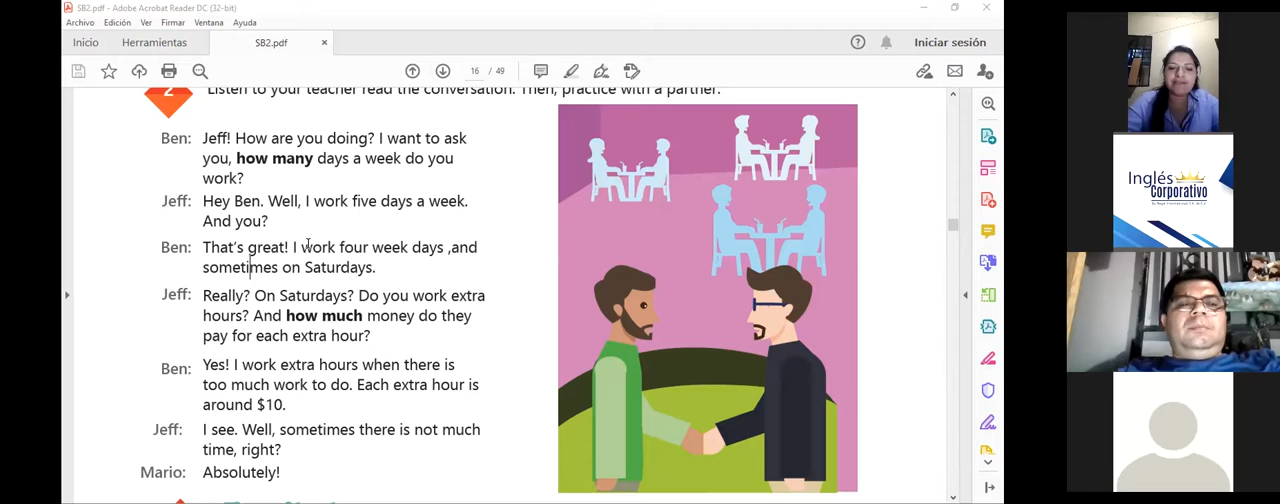 SB2.pdf - Adobe Acrobat Reader DC (32-bit)
Archivo Edición Ver Firmar Ventana Ayuda
Inicio Herramientas SB2.pdf × Iniciar sesión
16 / 49
2 Listen to your teacher read the conversation. Then, practice with a partner.
Ben: Jeff! How are you doing? I want to ask
you, how many days a week do you
work?
Jeff: Hey Ben. Well, I work five days a week.
And you?
Ben: That's great! I work four week days ,and
sometimes on Saturdays.
Jeff: Really? On Saturdays? Do you work extra
hours? And how much money do they
pay for each extra hour?
Ben: Yes! I work extra hours when there is
too much work to do. Each extra hour is
around $10.
Jeff: I see. Well, sometimes there is not much
time, right?
Mario: Absolutely!
Inglés
Corporativo